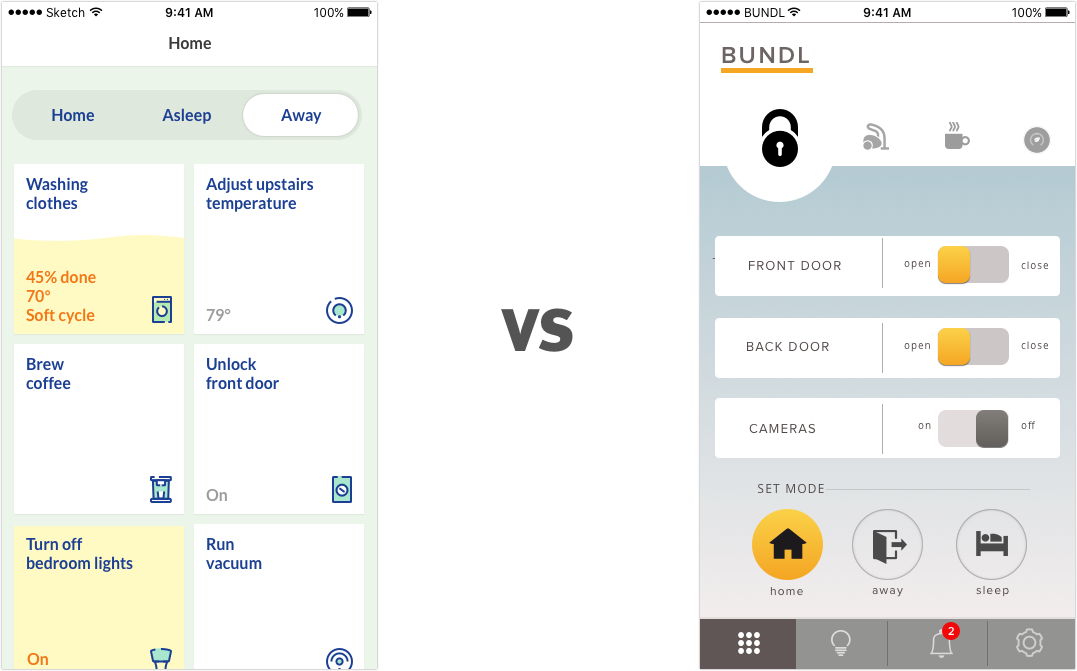 Sketch 9:41 AM 100%
Home
Home Asleep Away
Washing
clothes
45% done
70°
Soft cycle
Adjust upstairs
temperature
79°
Brew
coffee
Unlock
front door
On
Turn off
bedroom lights
On
Run
vacuum
VS
BUNDL 9:41 AM 100%
BUNDL
FRONT DOOR open close
BACK DOOR open close
CAMERAS on off
SET MODE
home away sleep
2